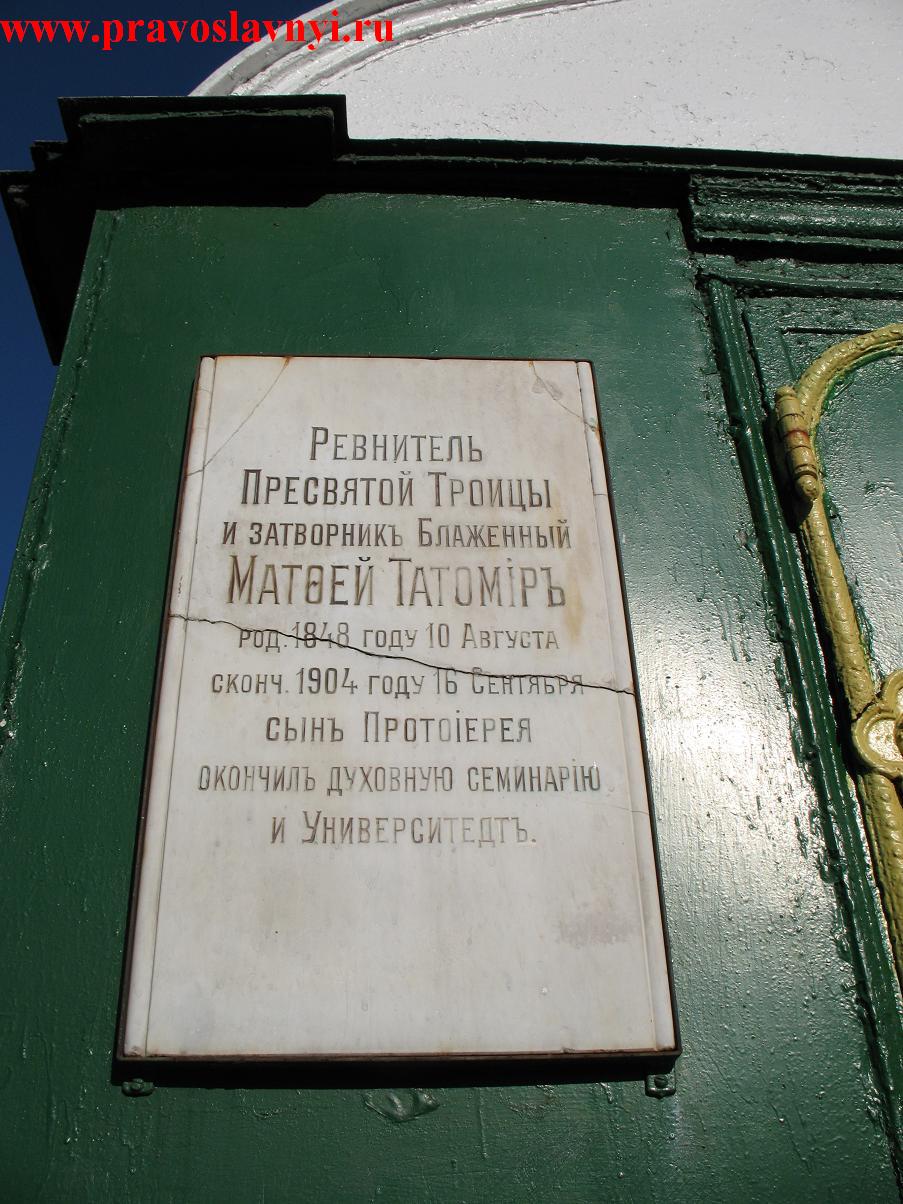 www.pravoslavnyi.ru
Ревнитель
Пресвятой Троицы
и затворникъ Блаженный
Матѳей Татомiръ
род. 1848 году 10 Августа
сконч. 1904 году 16 Сентября
сынъ Протоiерея
окончилъ духовную семинарiю
и Университедтъ.